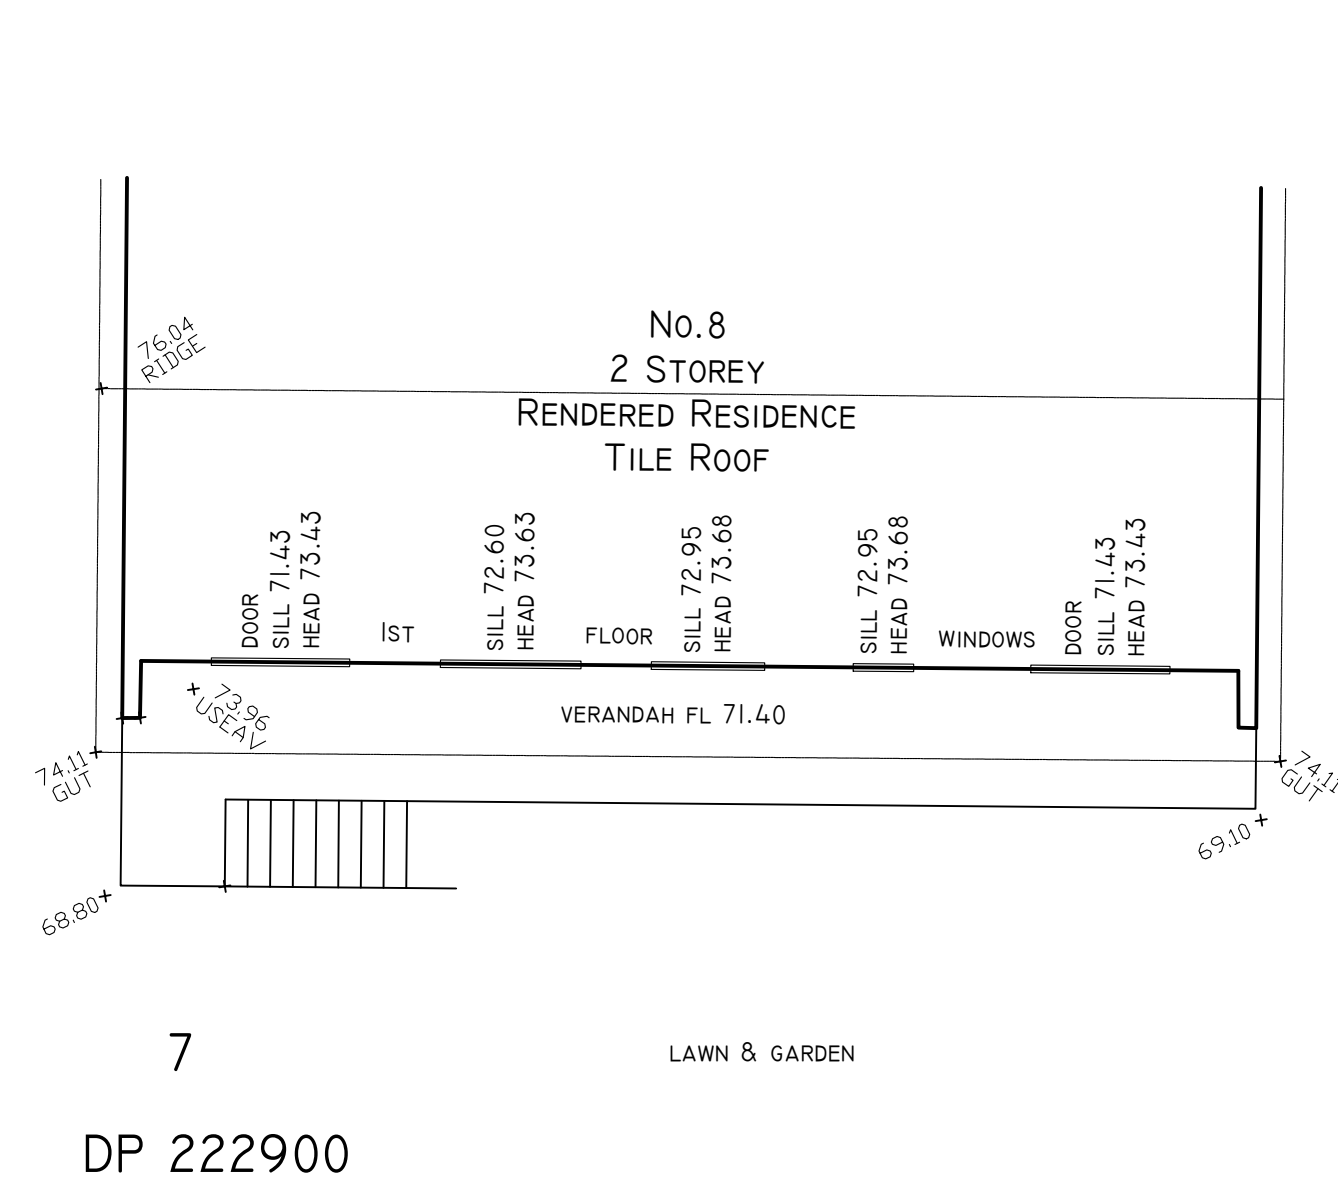 76.04
RIDGE
No.8
2 STOREY
RENDERED RESIDENCE
TILE ROOF
DOOR
SILL 71.43
HEAD 73.43
1ST
SILL 72.60
HEAD 73.63
FLOOR
SILL 72.95
HEAD 73.68
SILL 72.95
HEAD 73.68
WINDOWS
DOOR
SILL 71.43
HEAD 73.43
73.96
USEAV
VERANDAH FL 71.40
74.11
GUT
74.11
GUT
69.10
68.80
7
LAWN & GARDEN
DP 222900